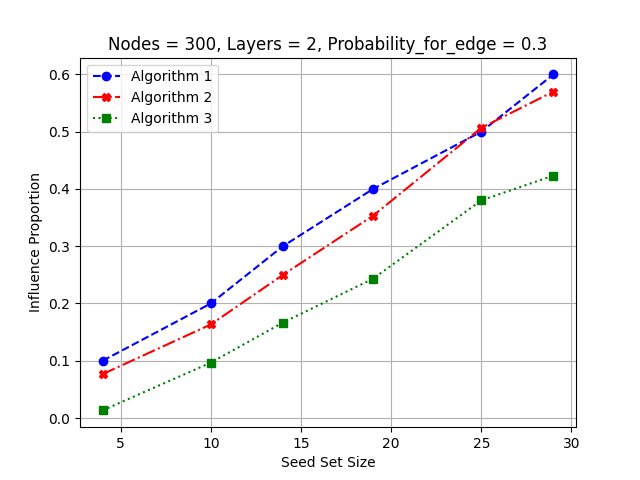 Nodes = 300, Layers = 2, Probability_for_edge = 0.3
Algorithm 1
Algorithm 2
Algorithm 3
Influence Proportion
0.6
0.5
0.4
0.3
0.2
0.1
0.0
5 10 15 20 25 30
Seed Set Size